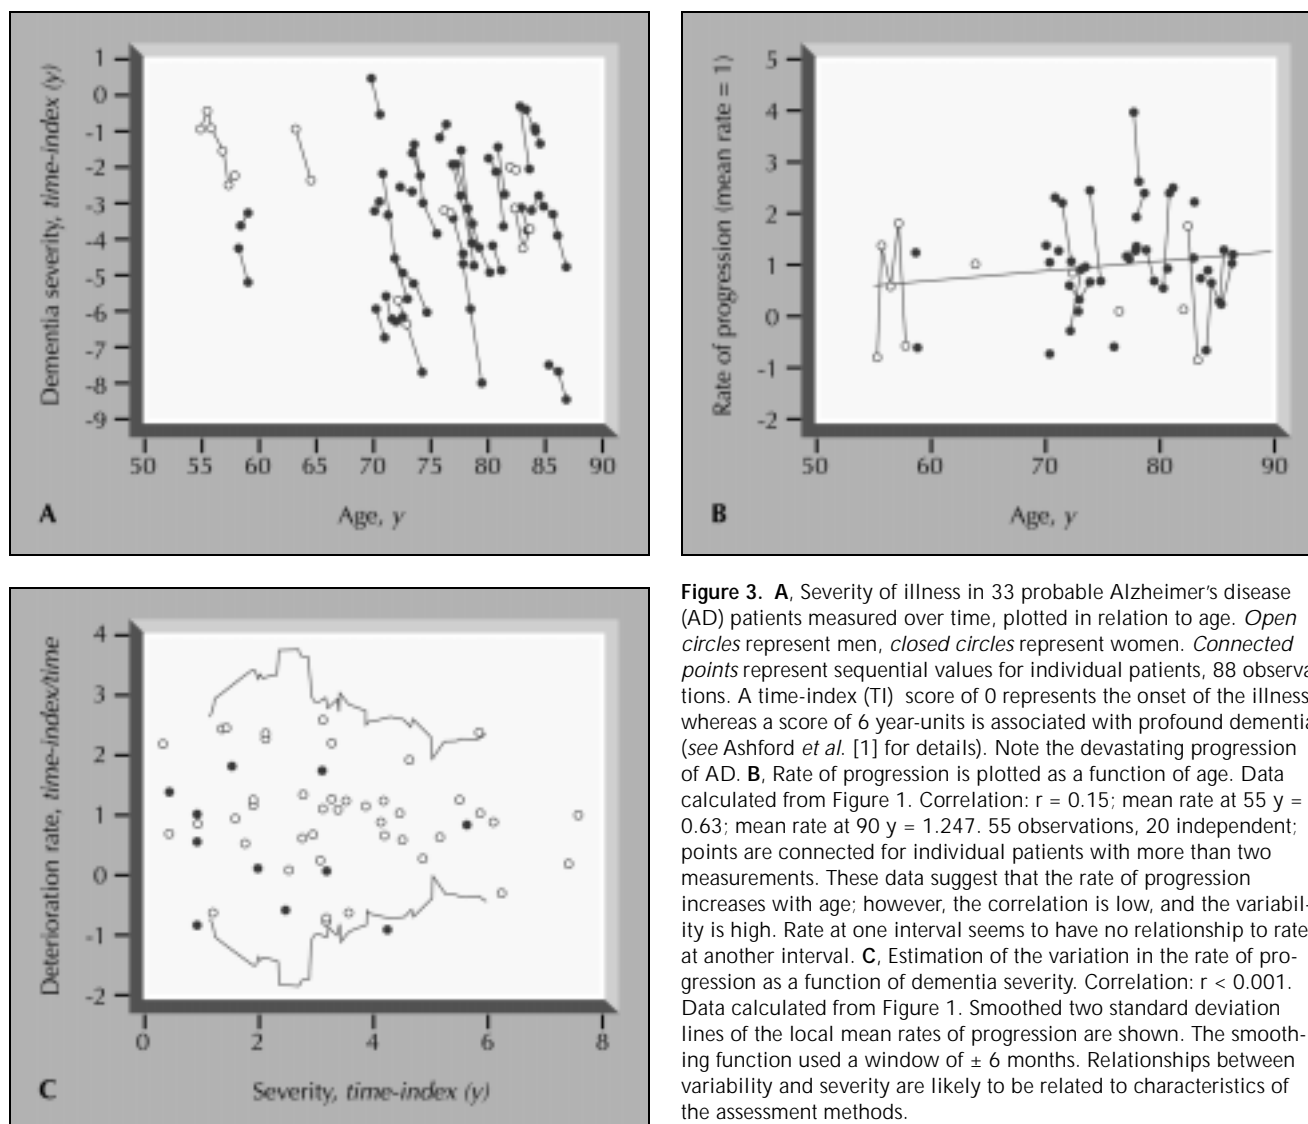 1
0
-1
-2
-3
-4
-5
-6
-7
-8
-9
Dementia severity, time-index (y)
50 55 60 65 70 75 80 85 90
A
Age, y
5
4
3
2
1
0
-1
-2
Rate of progression (mean rate = 1)
50 60 70 80 90
B
Age, y
4
3
2
1
0
-1
-2
Deterioration rate, time-index/time
0 2 4 6 8
C
Severity, time-index (y)
Figure 3. A, Severity of illness in 33 probable Alzheimer's disease
(AD) patients measured over time, plotted in relation to age. Open
circles represent men, closed circles represent women. Connected
points represent sequential values for individual patients, 88 observa
tions. A time-index (TI) score of 0 represents the onset of the illness
whereas a score of 6 year-units is associated with profound dementia
(see Ashford et al. [1] for details). Note the devastating progression
of AD. B, Rate of progression is plotted as a function of age. Data
calculated from Figure 1. Correlation: r = 0.15; mean rate at 55 y =
0.63; mean rate at 90 y = 1.247. 55 observations, 20 independent;
points are connected for individual patients with more than two
measurements. These data suggest that the rate of progression
increases with age; however, the correlation is low, and the variabil-
ity is high. Rate at one interval seems to have no relationship to rate
at another interval. C, Estimation of the variation in the rate of pro-
gression as a function of dementia severity. Correlation: r < 0.001.
Data calculated from Figure 1. Smoothed two standard deviation
lines of the local mean rates of progression are shown. The smooth-
ing function used a window of ± 6 months. Relationships between
variability and severity are likely to be related to characteristics of
the assessment methods.